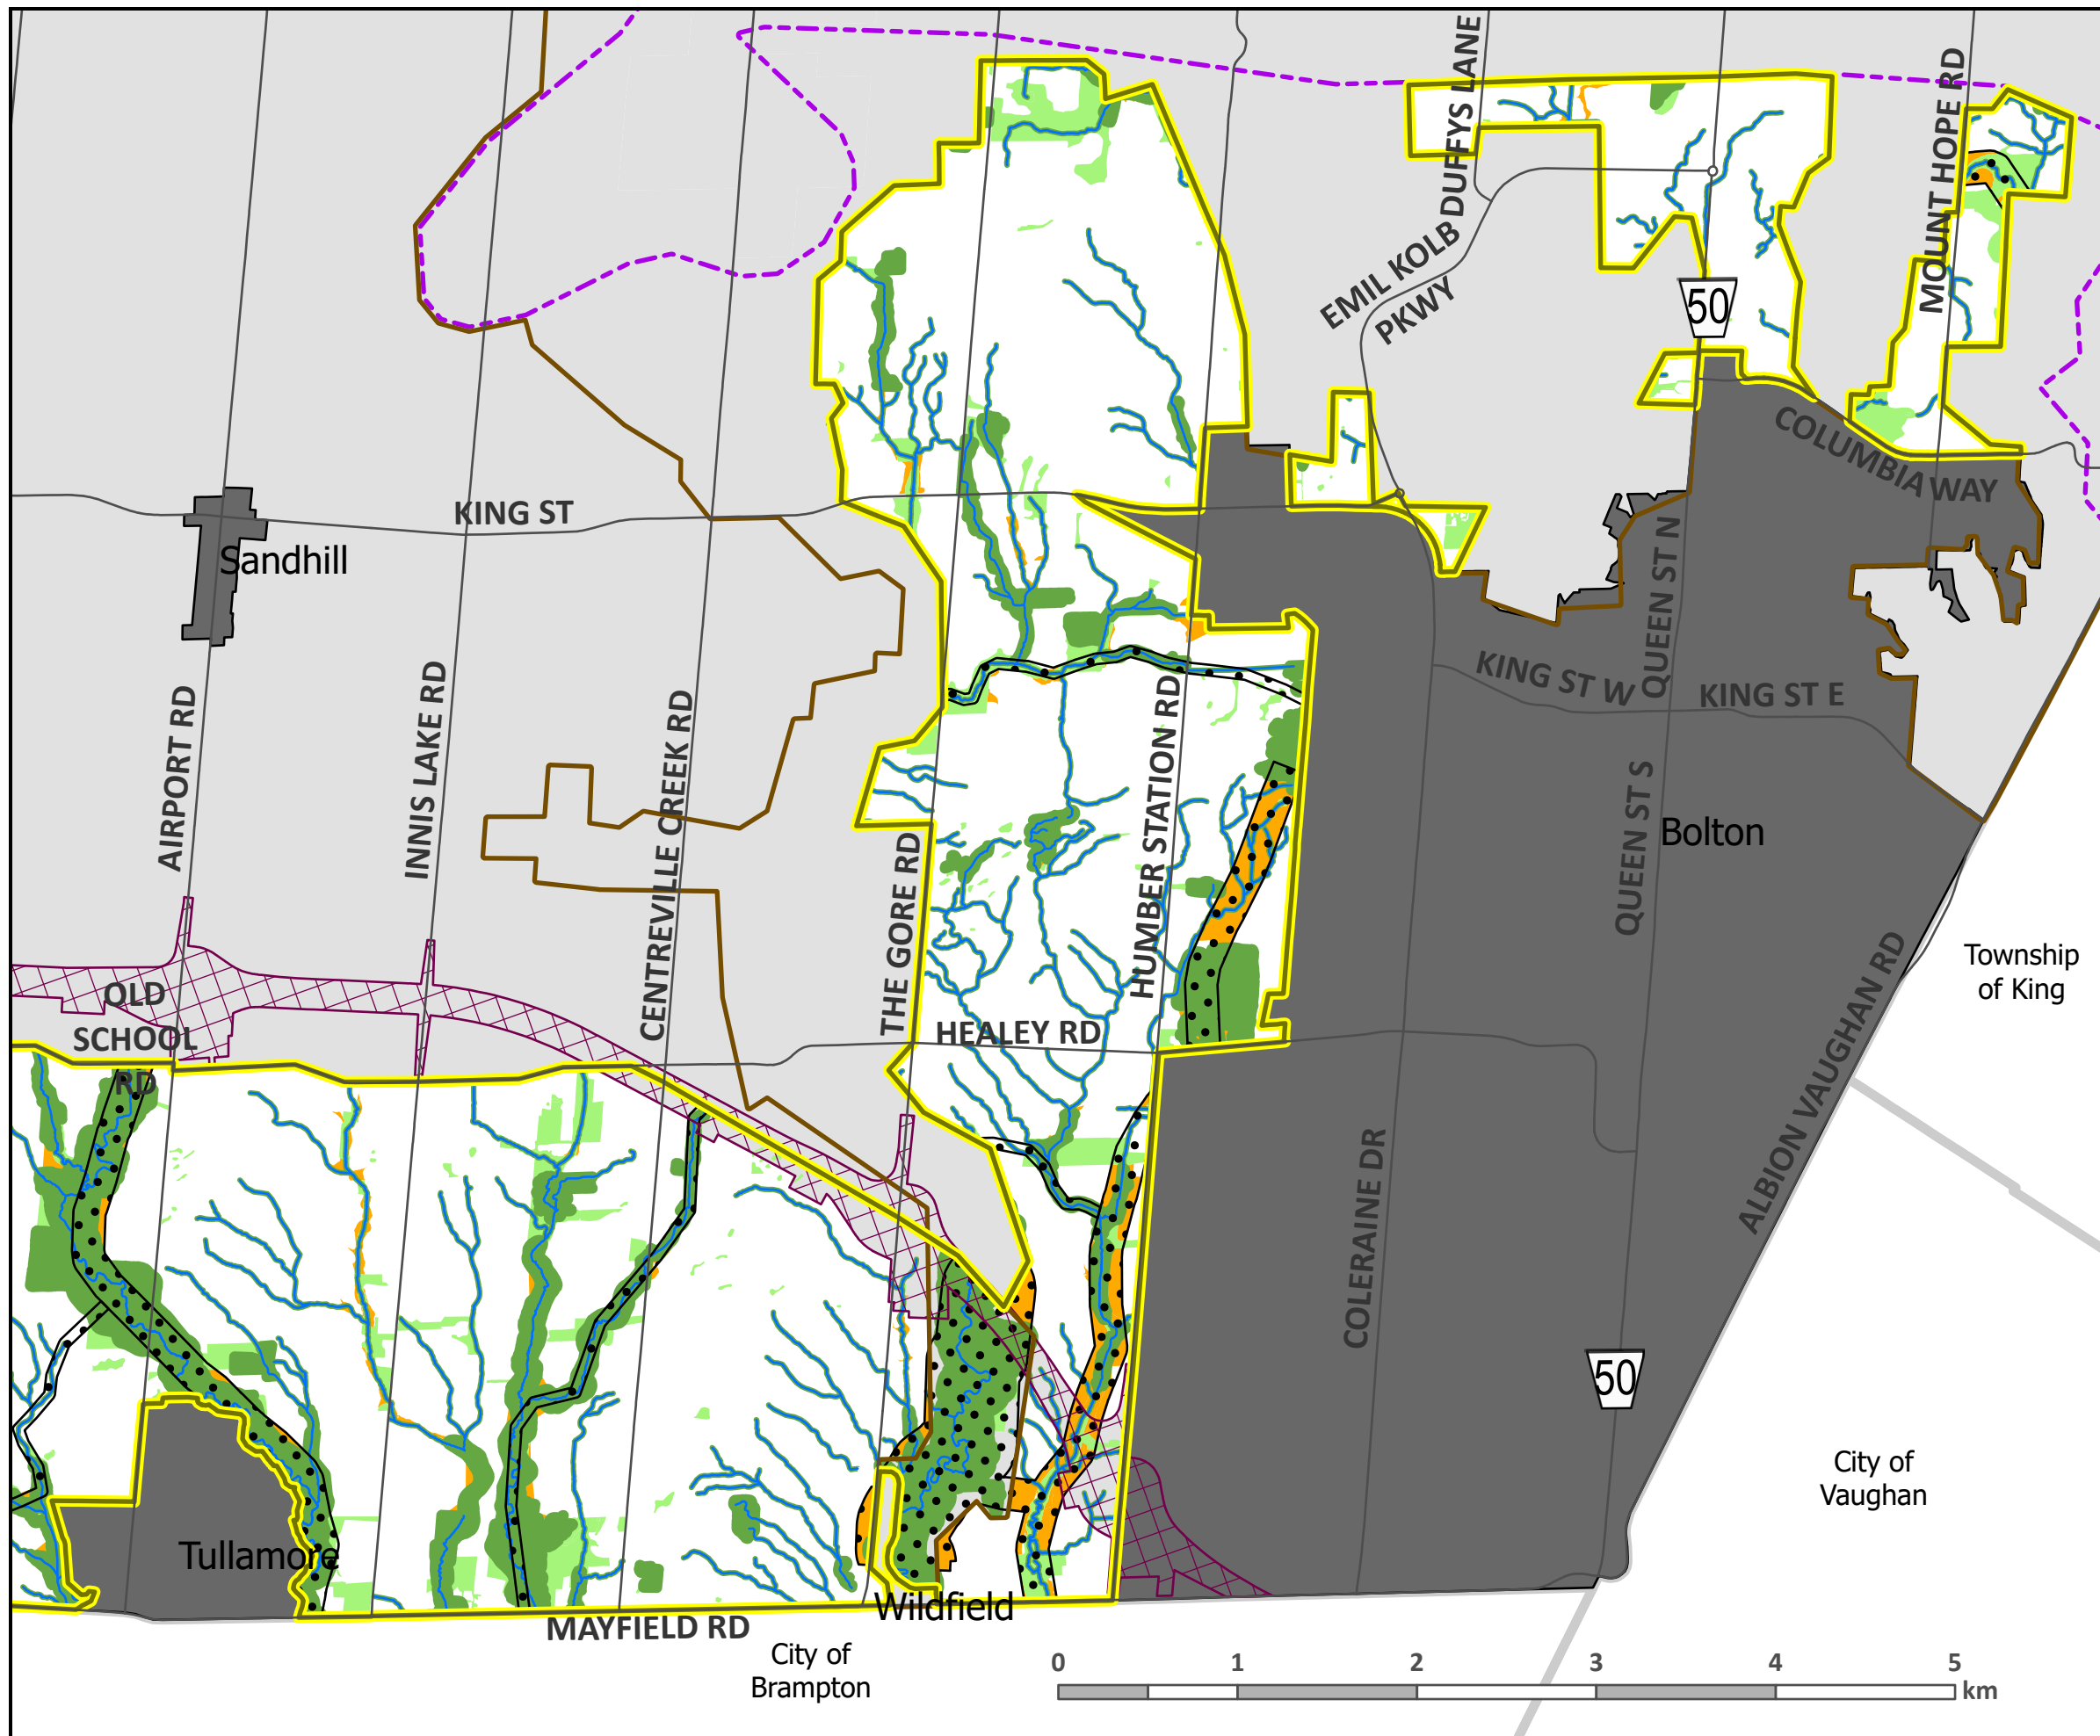 DUFFYS LANE
MOUNT HOPE RD
EMIL KOLB
PKWY
50
COLUMBIA WAY
KING ST
Sandhill
QUEEN ST N
KING ST W
KING ST E
AIRPORT RD
INNIS LAKE RD
CENTREVILLE CREEK RD
THE GORE RD
HUMBER STATION RD
QUEEN ST S
Bolton
Township
of King
OLD
SCHOOL
RD
HEALEY RD
ALBION VAUGHAN RD
COLERAINE DR
50
City of
Vaughan
Tullamore
Wildfield
MAYFIELD RD
City of
Brampton
0 1 2 3 4 5
km